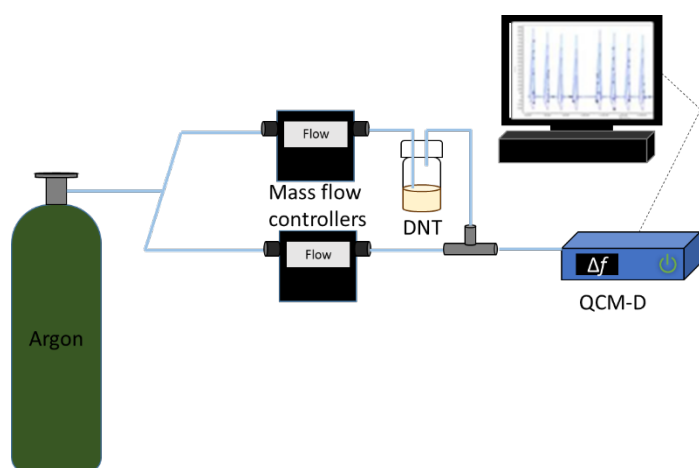 Flow
Mass flow
controllers
DNT
Flow
Argon
Δf
QCM-D